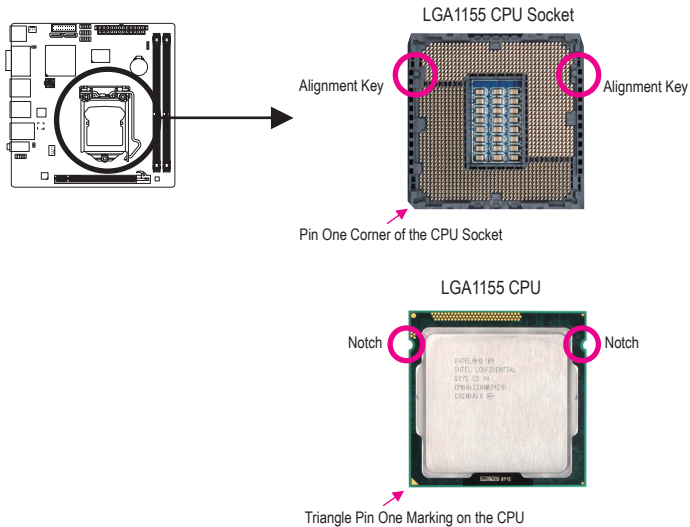 LGA1155 CPU Socket
Alignment Key
Alignment Key
Pin One Corner of the CPU Socket
LGA1155 CPU
Notch
Notch
INTEL CONFIDENTIAL
Triangle Pin One Marking on the CPU